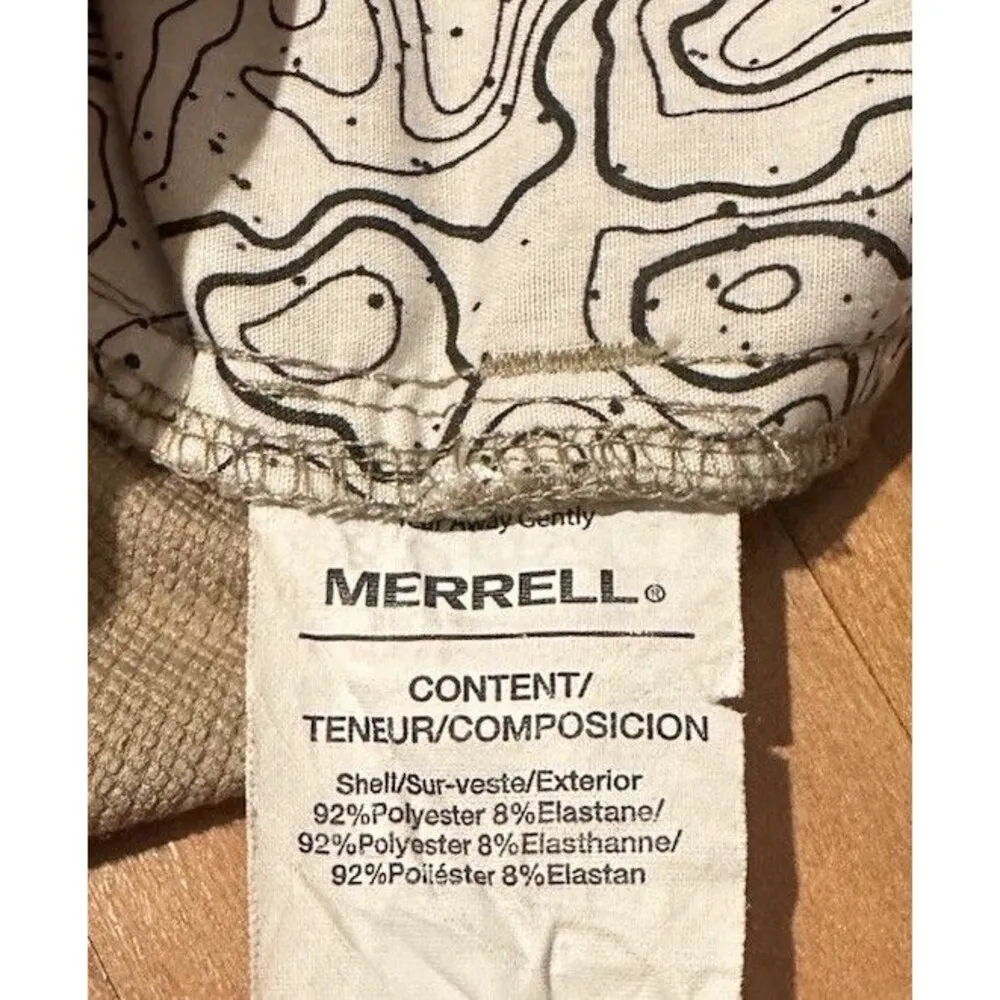 Tear Away Gently
MERRELL®
CONTENT/
TENEUR/COMPOSICION
Shell/Sur-veste/Exterior
92%Polyester 8%Elastane/
92%Polyester 8%Elasthanne/
92%Poliéster 8%Elastan